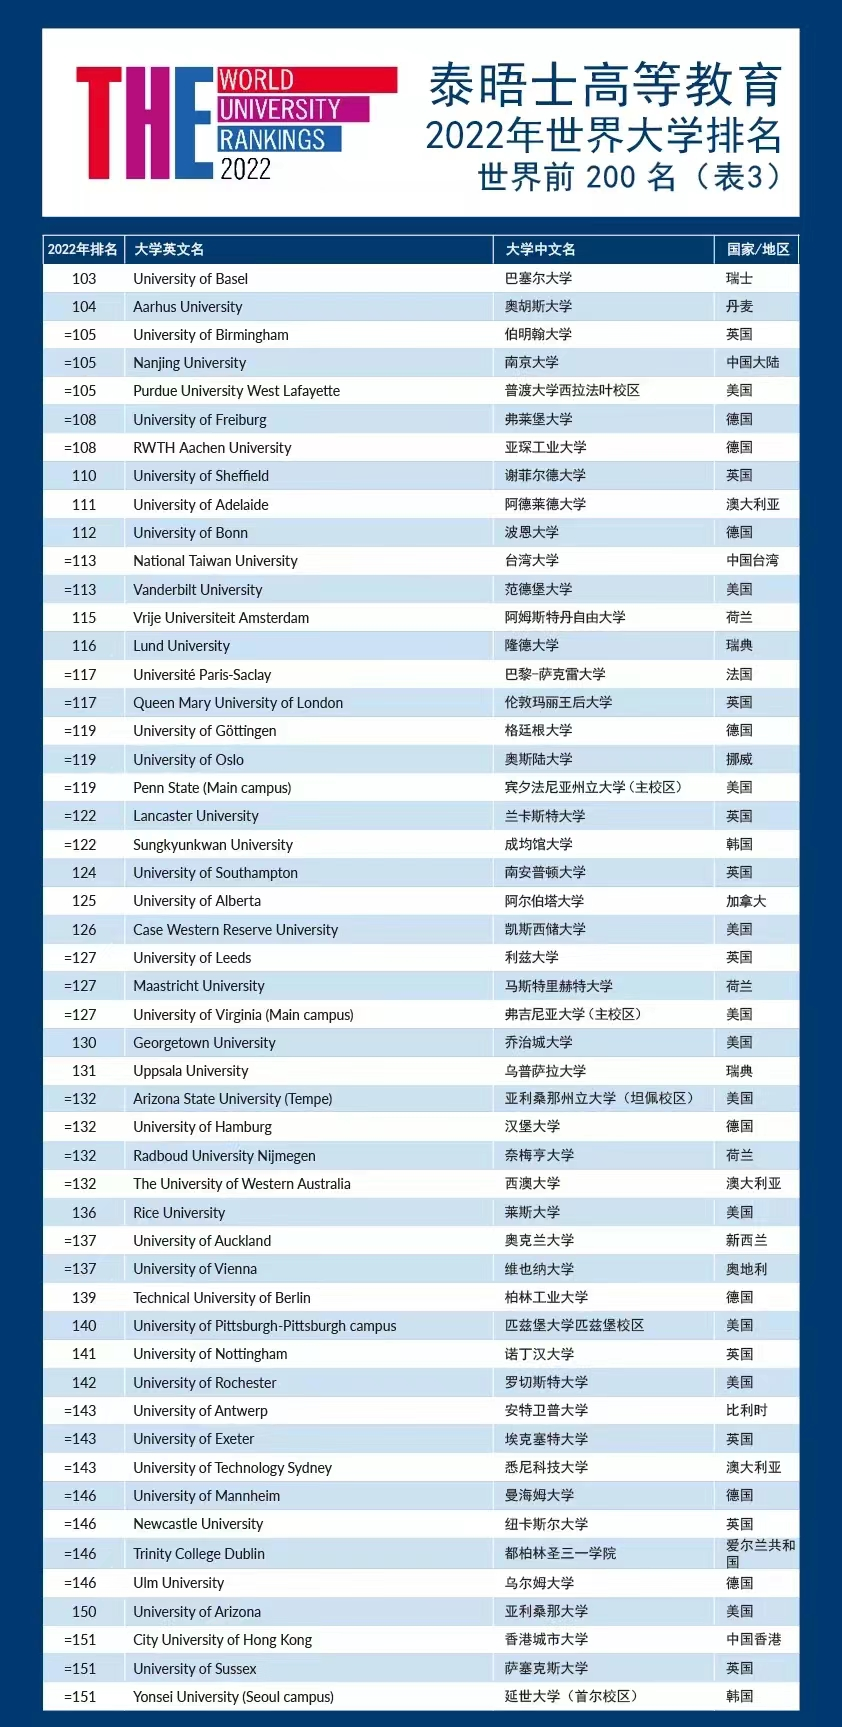 THE WORLD UNIVERSITY RANKINGS 2022
泰晤士高等教育
2022年世界大学排名
世界前 200 名（表3）
2022年排名 大学英文名 大学中文名 国家/地区
103 University of Basel 巴塞尔大学 瑞士
104 Aarhus University 奥胡斯大学 丹麦
=105 University of Birmingham 伯明翰大学 英国
=105 Nanjing University 南京大学 中国大陆
=105 Purdue University West Lafayette 普渡大学西拉法叶校区 美国
=108 University of Freiburg 弗莱堡大学 德国
=108 RWTH Aachen University 亚琛工业大学 德国
110 University of Sheffield 谢菲尔德大学 英国
111 University of Adelaide 阿德莱德大学 澳大利亚
112 University of Bonn 波恩大学 德国
=113 National Taiwan University 台湾大学 中国台湾
=113 Vanderbilt University 范德堡大学 美国
115 Vrije Universiteit Amsterdam 阿姆斯特丹自由大学 荷兰
116 Lund University 隆德大学 瑞典
=117 Université Paris-Saclay 巴黎-萨克雷大学 法国
=117 Queen Mary University of London 伦敦玛丽王后大学 英国
=119 University of Göttingen 格廷根大学 德国
=119 University of Oslo 奥斯陆大学 挪威
=119 Penn State (Main campus) 宾夕法尼亚州立大学（主校区） 美国
=122 Lancaster University 兰卡斯特大学 英国
=122 Sungkyunkwan University 成均馆大学 韩国
124 University of Southampton 南安普顿大学 英国
125 University of Alberta 阿尔伯塔大学 加拿大
126 Case Western Reserve University 凯斯西储大学 美国
=127 University of Leeds 利兹大学 英国
=127 Maastricht University 马斯特里赫特大学 荷兰
=127 University of Virginia (Main campus) 弗吉尼亚大学（主校区） 美国
130 Georgetown University 乔治城大学 美国
131 Uppsala University 乌普萨拉大学 瑞典
=132 Arizona State University (Tempe) 亚利桑那州立大学（坦佩校区） 美国
=132 University of Hamburg 汉堡大学 德国
=132 Radboud University Nijmegen 奈梅亨大学 荷兰
=132 The University of Western Australia 西澳大学 澳大利亚
136 Rice University 莱斯大学 美国
=137 University of Auckland 奥克兰大学 新西兰
=137 University of Vienna 维也纳大学 奥地利
139 Technical University of Berlin 柏林工业大学 德国
140 University of Pittsburgh-Pittsburgh campus 匹兹堡大学匹兹堡校区 美国
141 University of Nottingham 诺丁汉大学 英国
142 University of Rochester 罗切斯特大学 美国
=143 University of Antwerp 安特卫普大学 比利时
=143 University of Exeter 埃克塞特大学 英国
=143 University of Technology Sydney 悉尼科技大学 澳大利亚
=146 University of Mannheim 曼海姆大学 德国
=146 Newcastle University 纽卡斯尔大学 英国
=146 Trinity College Dublin 都柏林圣三一学院 爱尔兰共和国
=146 Ulm University 乌尔姆大学 德国
150 University of Arizona 亚利桑那大学 美国
=151 City University of Hong Kong 香港城市大学 中国香港
=151 University of Sussex 萨塞克斯大学 英国
=151 Yonsei University (Seoul campus) 延世大学（首尔校区） 韩国